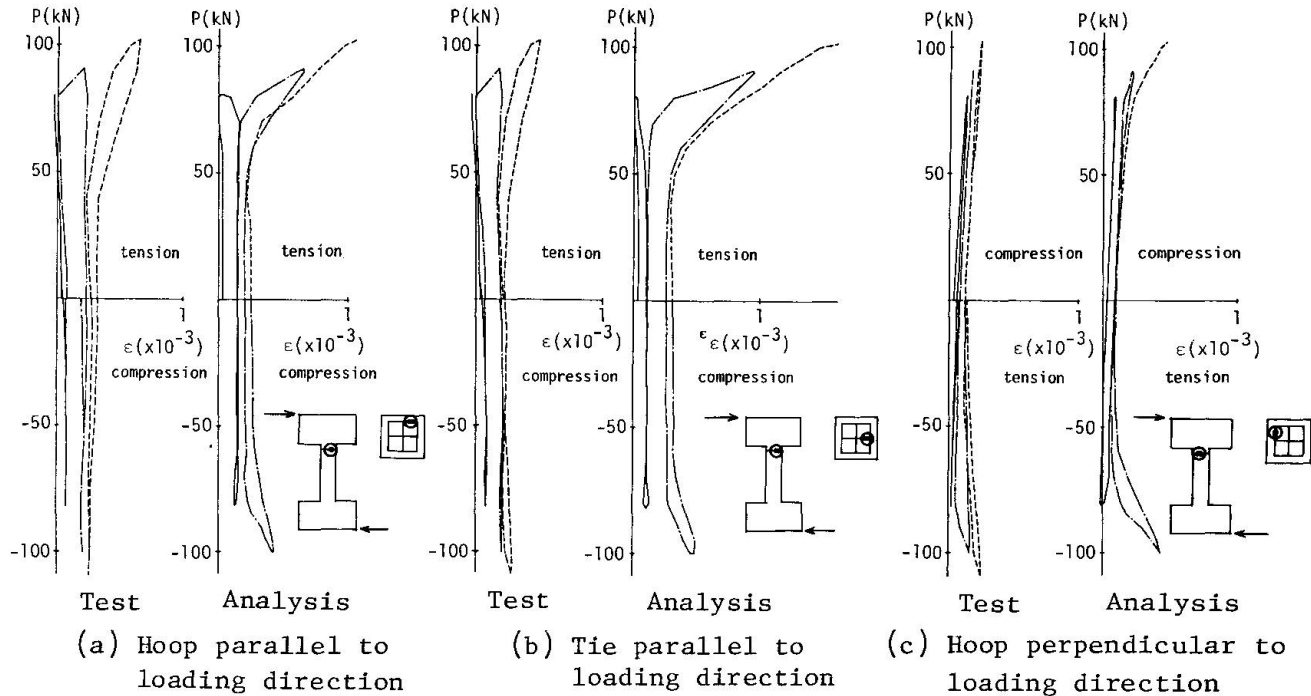 P(kN)
100
50
-50
-100
tension
1
ε(x10⁻³)
compression
Test
P(kN)
100
50
-50
-100
tension
1
ε(x10⁻³)
compression
Analysis
(a) Hoop parallel to
loading direction
P(kN)
100
50
-50
-100
tension
1
ε(x10⁻³)
compression
Test
P(kN)
100
50
-50
-100
tension
1
ε ε(x10⁻³)
compression
Analysis
(b) Tie parallel to
loading direction
P(kN)
100
50
-50
-100
compression
1
ε(x10⁻³)
tension
Test
P(kN)
100
50
-50
-100
compression
1
ε(x10⁻³)
tension
Analysis
(c) Hoop perpendicular to
loading direction